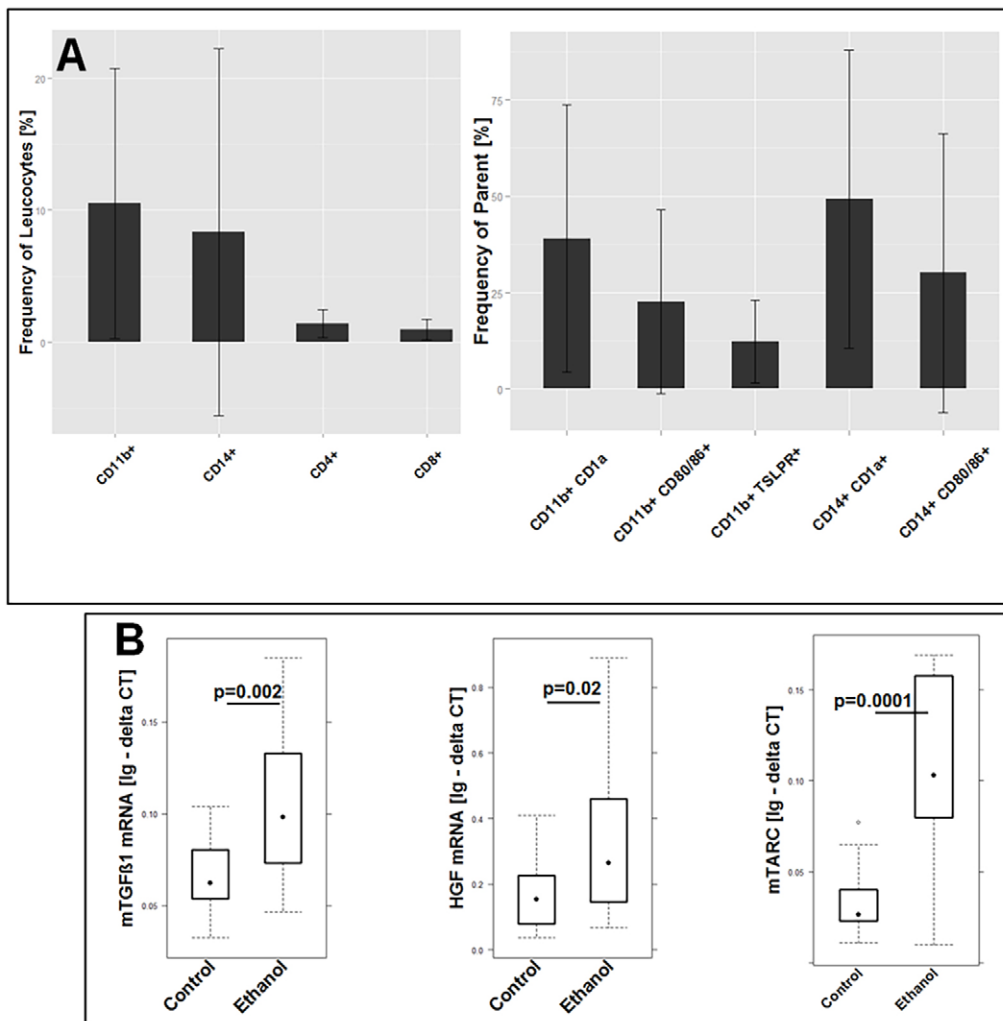 A
Frequency of Leucocytes [%]
20
10
0
CD11b+
CD14+
CD4+
CD8+
Frequency of Parent [%]
75
50
25
0
CD11b+ CD1a
CD11b+ CD80/86+
CD11b+ TSLPR+
CD14+ CD1a+
CD14+ CD80/86+
B
mTGFß1 mRNA [lg - delta CT]
0.15
0.10
0.05
p=0.002
Control
Ethanol
HGF mRNA [lg - delta CT]
0.8
0.6
0.4
0.2
0.0
p=0.02
Control
Ethanol
mTARC [lg - delta CT]
0.15
0.10
0.05
p=0.0001
Control
Ethanol